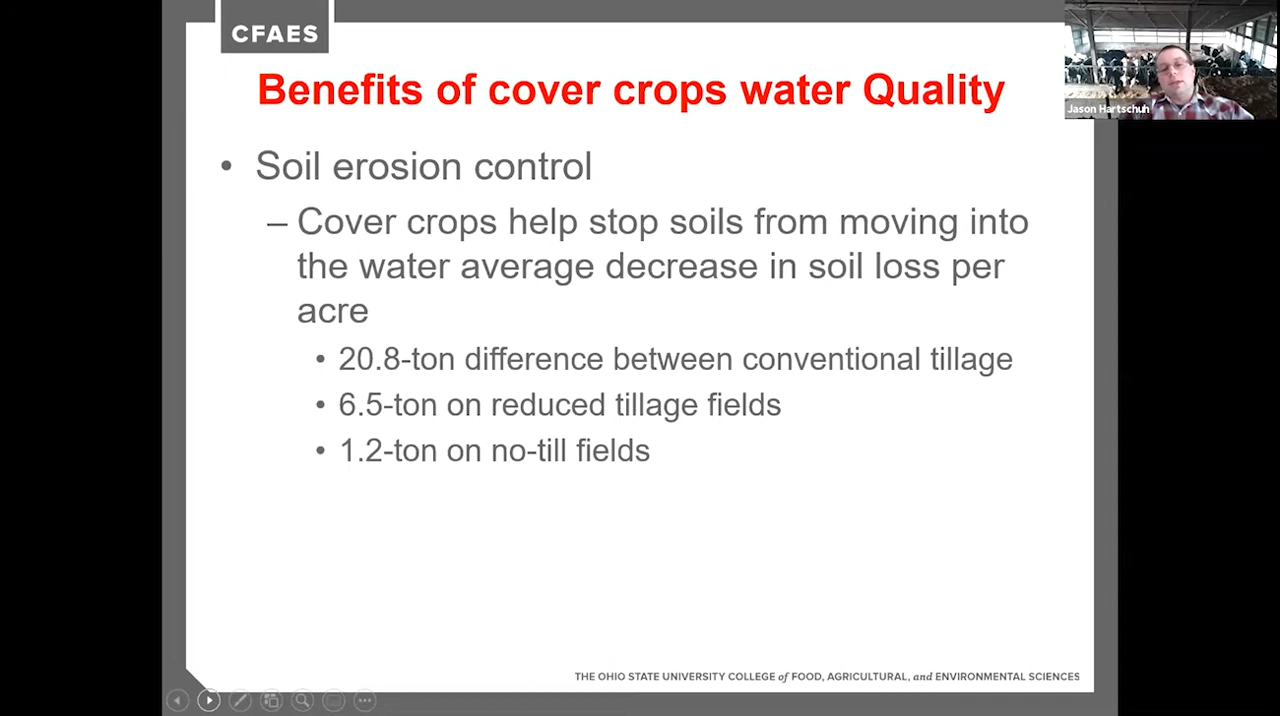 CFAES
Benefits of cover crops water Quality
Jason Hartschuh
• Soil erosion control
– Cover crops help stop soils from moving into
the water average decrease in soil loss per
acre
• 20.8-ton difference between conventional tillage
• 6.5-ton on reduced tillage fields
• 1.2-ton on no-till fields
THE OHIO STATE UNIVERSITY COLLEGE of FOOD, AGRICULTURAL, and ENVIRONMENTAL SCIENCES